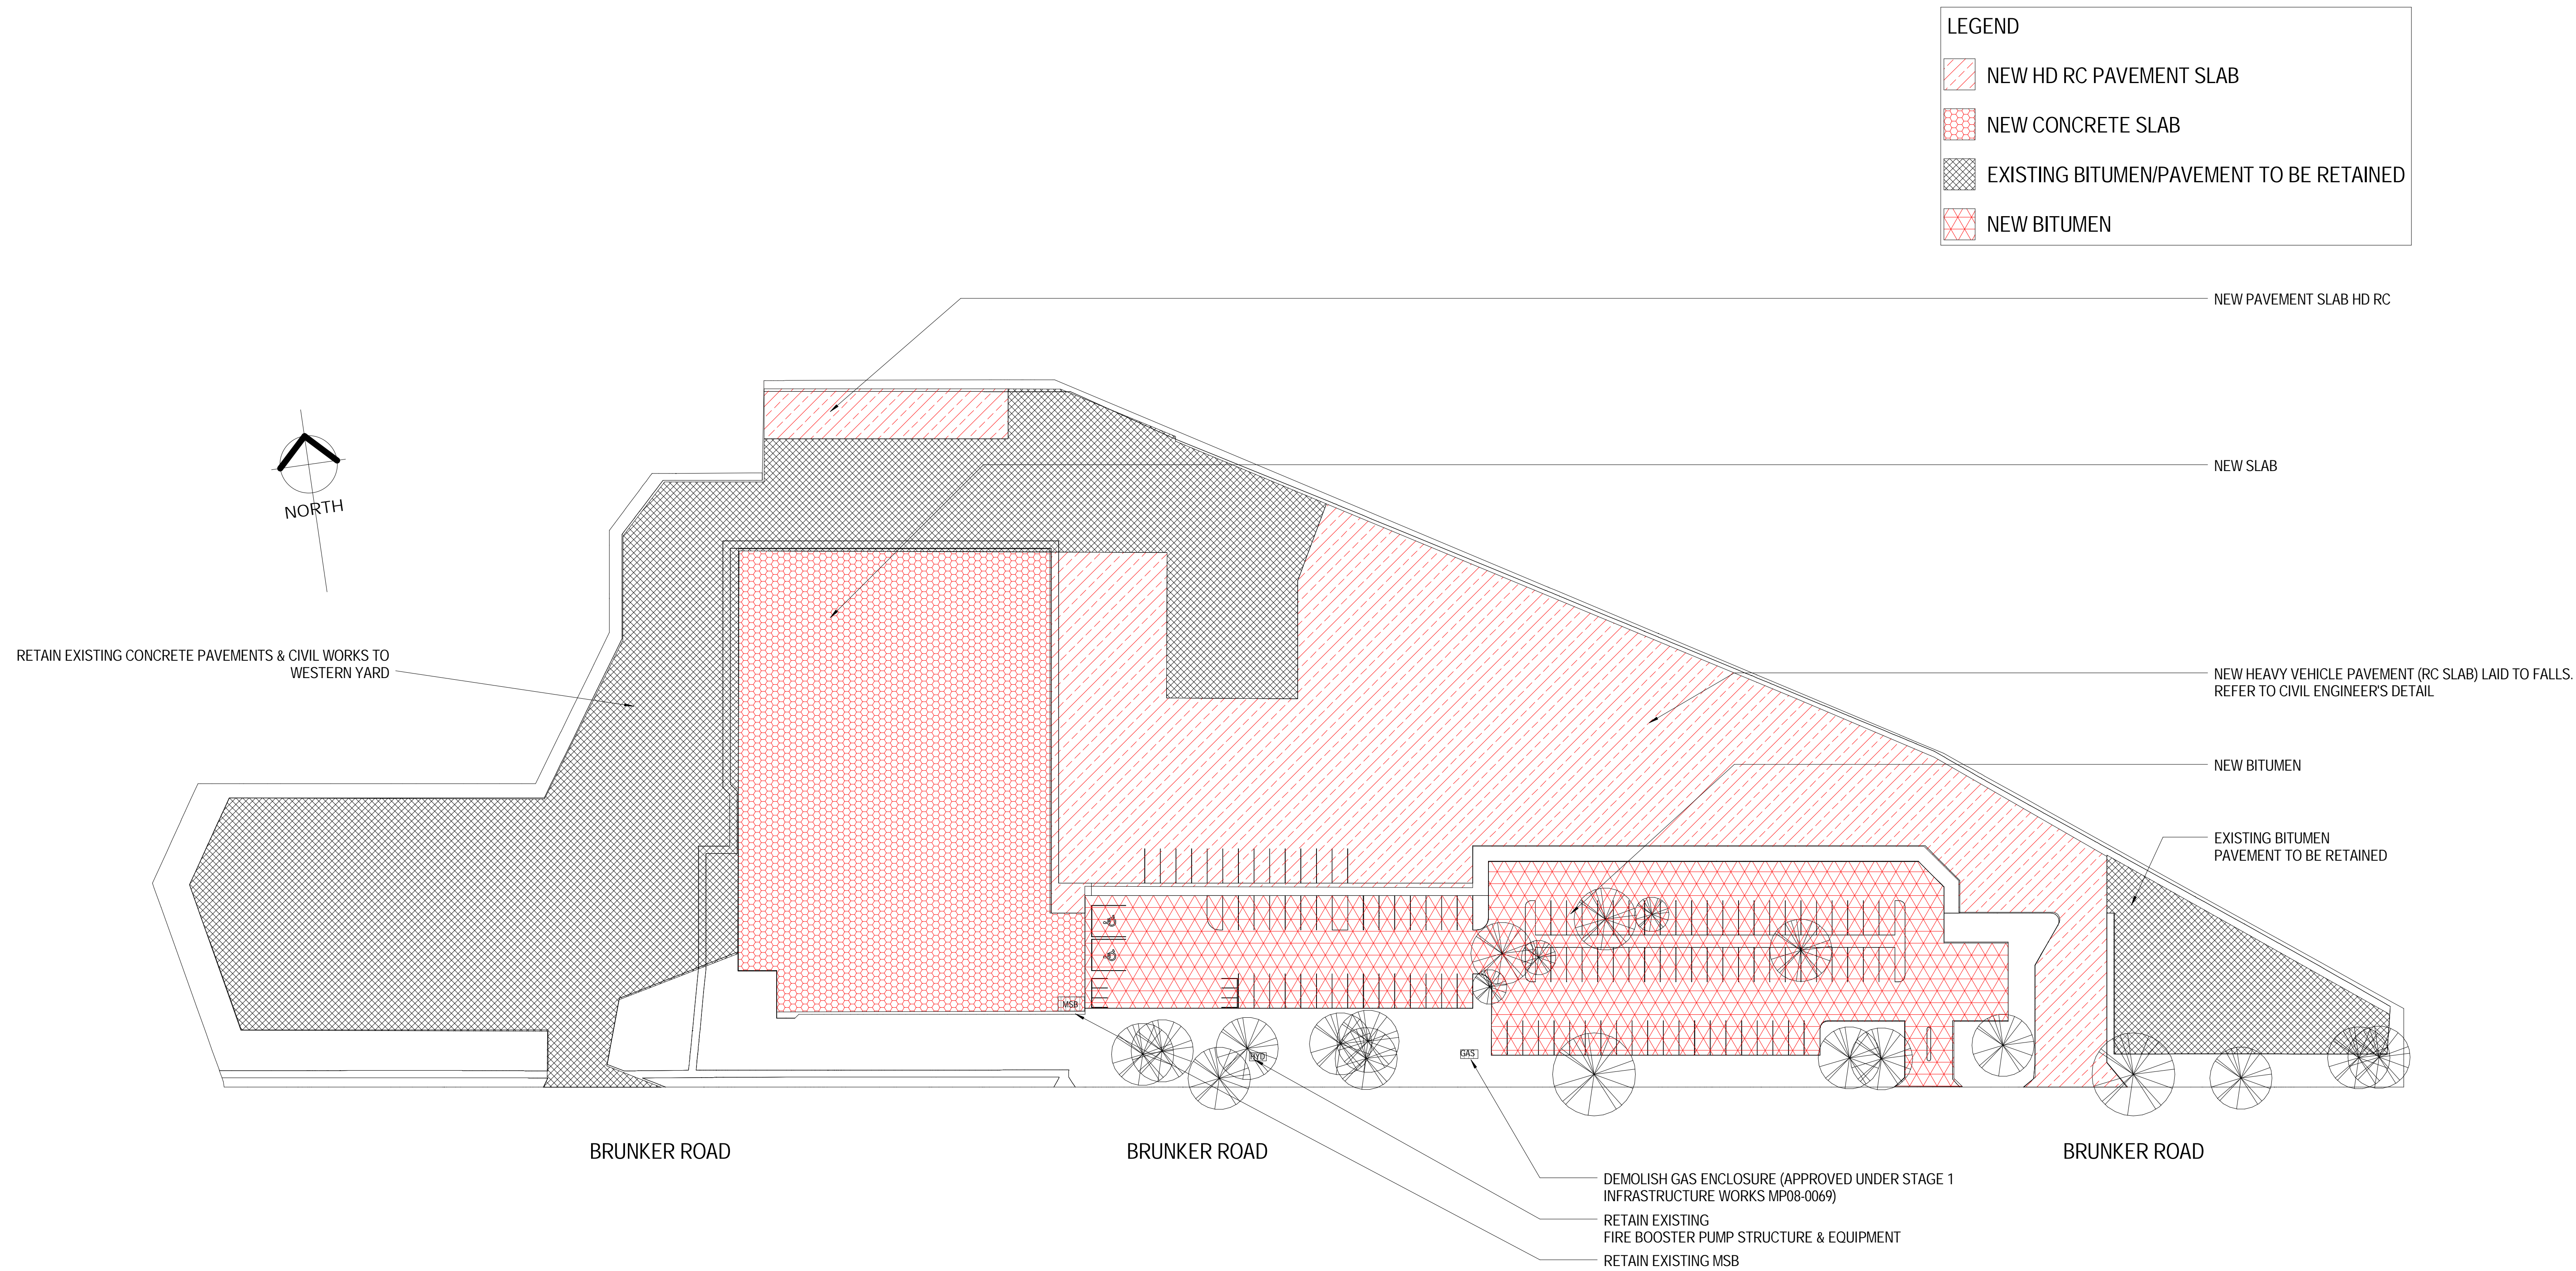 LEGEND
NEW HD RC PAVEMENT SLAB
NEW CONCRETE SLAB
EXISTING BITUMEN/PAVEMENT TO BE RETAINED
NEW BITUMEN
NEW PAVEMENT SLAB HD RC
NEW SLAB
NORTH
RETAIN EXISTING CONCRETE PAVEMENTS & CIVIL WORKS TO
WESTERN YARD
NEW HEAVY VEHICLE PAVEMENT (RC SLAB) LAID TO FALLS.
REFER TO CIVIL ENGINEER'S DETAIL
NEW BITUMEN
EXISTING BITUMEN
PAVEMENT TO BE RETAINED
MSB
HYD
GAS
BRUNKER ROAD
BRUNKER ROAD
BRUNKER ROAD
DEMOLISH GAS ENCLOSURE (APPROVED UNDER STAGE 1
INFRASTRUCTURE WORKS MP08-0069)
RETAIN EXISTING
FIRE BOOSTER PUMP STRUCTURE & EQUIPMENT
RETAIN EXISTING MSB